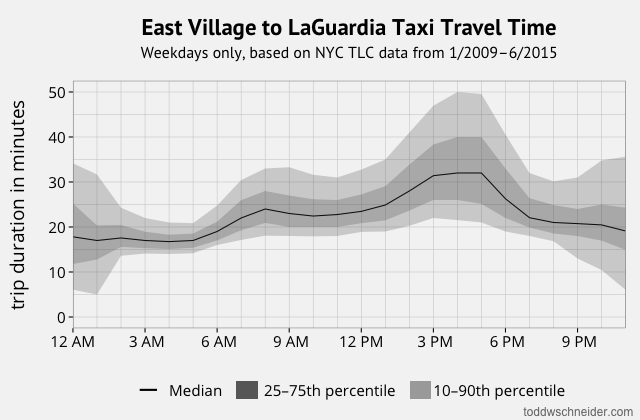 East Village to LaGuardia Taxi Travel Time
Weekdays only, based on NYC TLC data from 1/2009–6/2015
trip duration in minutes
50
40
30
20
10
0
12 AM 3 AM 6 AM 9 AM 12 PM 3 PM 6 PM 9 PM
Median 25–75th percentile 10–90th percentile
toddwschneider.com